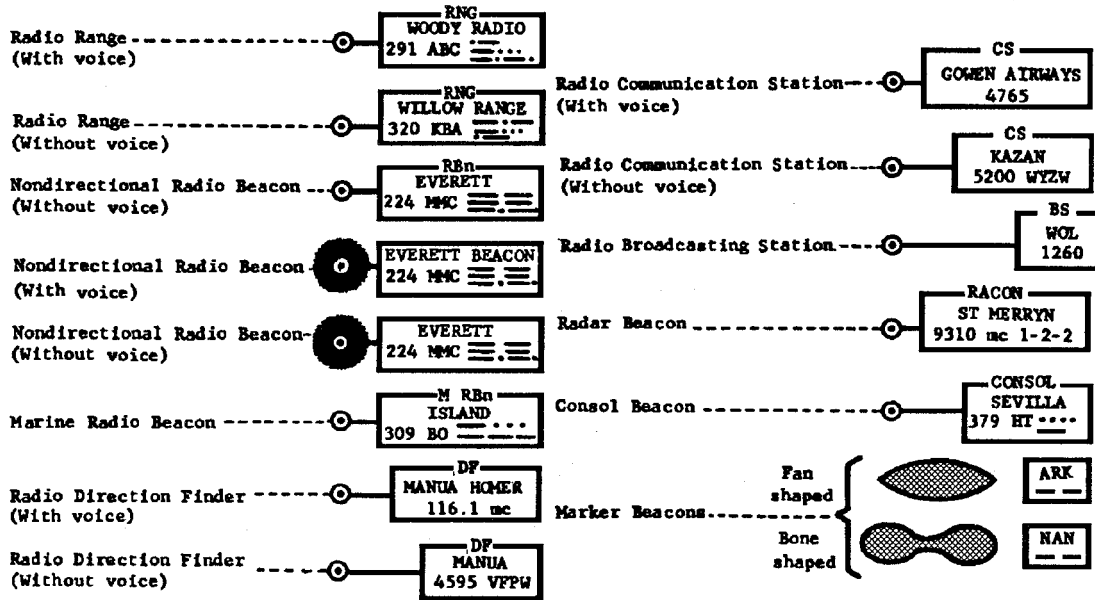 Radio Range
(With voice)
RNG
WOODY RADIO
291 ABC
Radio Range
(Without voice)
RNG
WILLOW RANGE
320 KBA
Nondirectional Radio Beacon
(Without voice)
RBn
EVERETT
224 MMC
Nondirectional Radio Beacon
(With voice)
EVERETT BEACON
224 MMC
Nondirectional Radio Beacon
(Without voice)
EVERETT
224 MMC
Marine Radio Beacon
M RBn
ISLAND
309 BO
Radio Direction Finder
(With voice)
DF
MANUA HOMER
116.1 mc
Radio Direction Finder
(Without voice)
DF
MANUA
4595 VFPW
Radio Communication Station
(With voice)
CS
GOWEN AIRWAYS
4765
Radio Communication Station
(Without voice)
CS
KAZAN
5200 WYZW
Radio Broadcasting Station
BS
WOL
1260
Radar Beacon
RACON
ST MERRYN
9310 mc 1-2-2
Consol Beacon
CONSOL
SEVILLA
379 HT
Marker Beacons
Fan
shaped
ARK
Bone
shaped
NAN